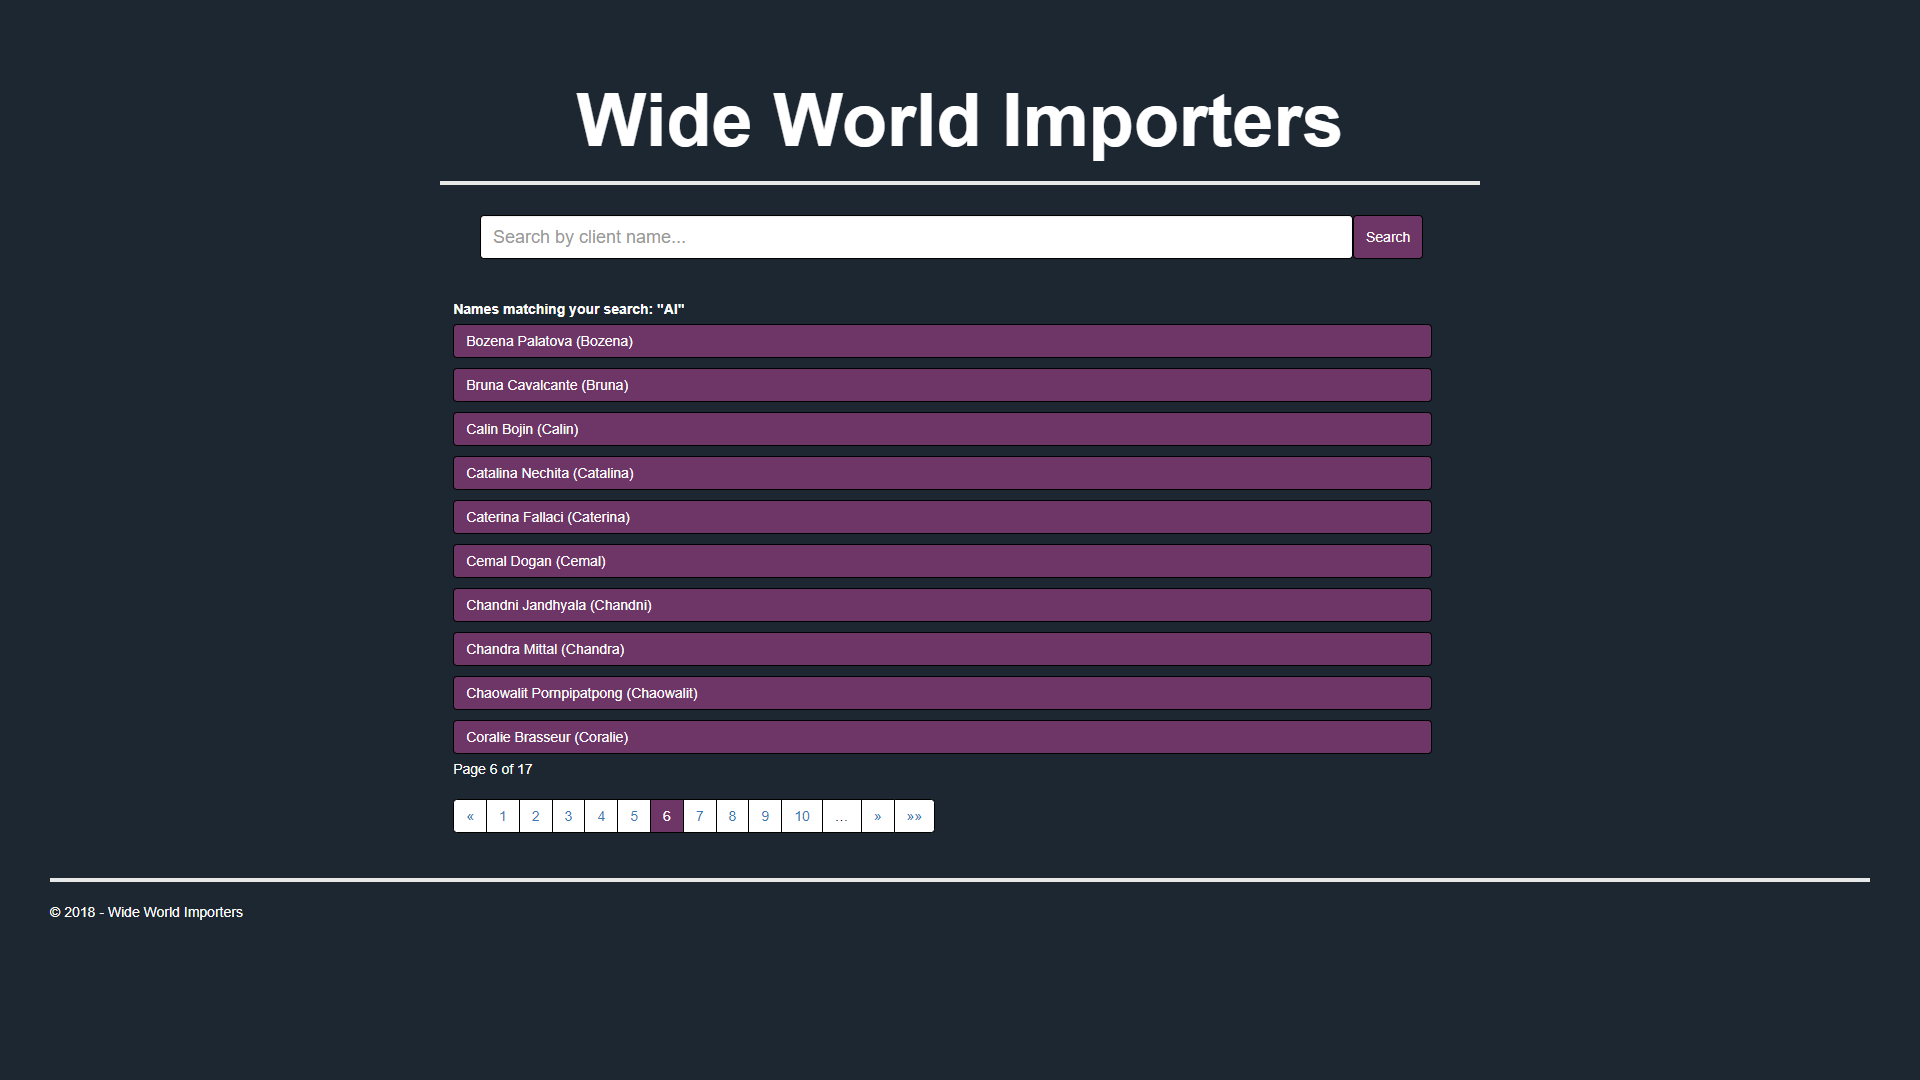 Wide World Importers
Search by client name...
Search
Names matching your search: "Al"
Bozena Palatova (Bozena)
Bruna Cavalcante (Bruna)
Calin Bojin (Calin)
Catalina Nechita (Catalina)
Caterina Fallaci (Caterina)
Cemal Dogan (Cemal)
Chandni Jandhyala (Chandni)
Chandra Mittal (Chandra)
Chaowalit Pornpipatpong (Chaowalit)
Coralie Brasseur (Coralie)
Page 6 of 17
« 1 2 3 4 5 6 7 8 9 10 … » »»
© 2018 - Wide World Importers